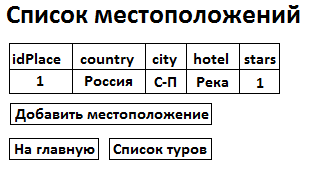 Список местоположений
idPlace country city hotel stars
1 Россия С-П Река 1
Добавить местоположение
На главную Список туров